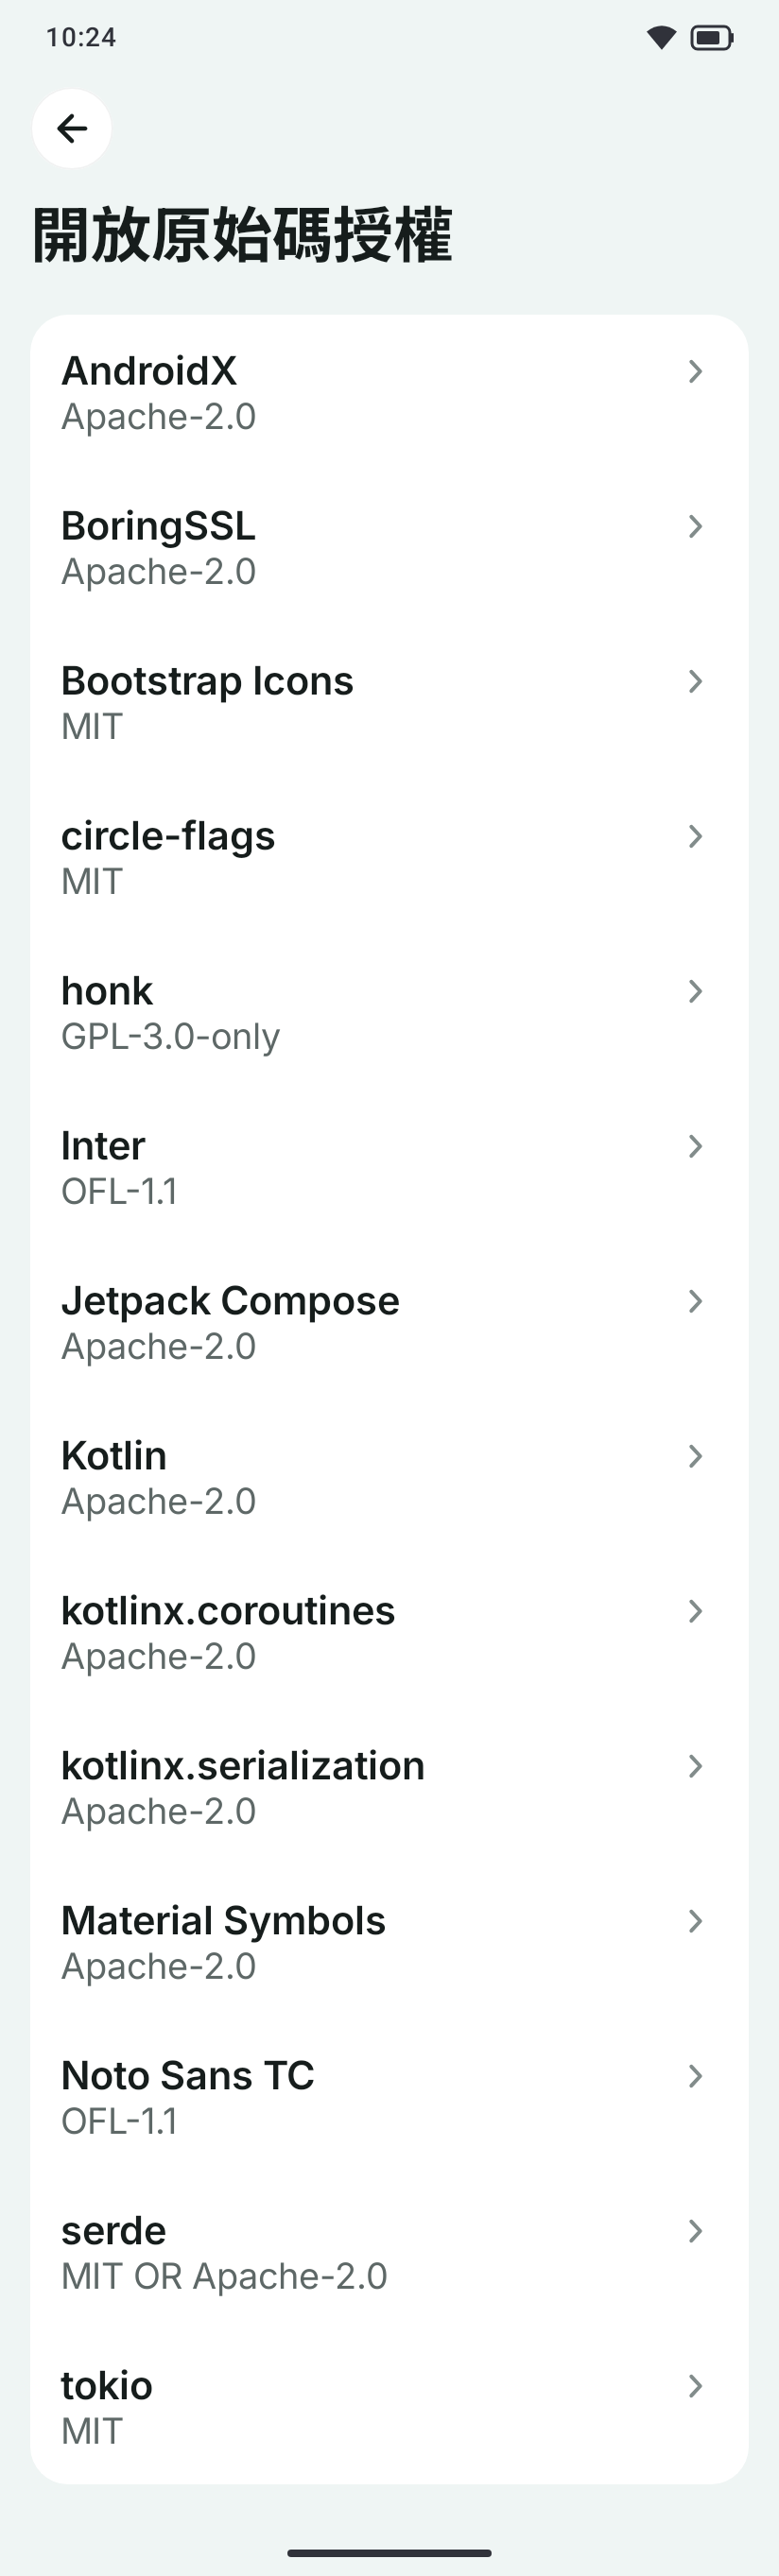 10:24
開放原始碼授權
AndroidX
Apache-2.0
BoringSSL
Apache-2.0
Bootstrap Icons
MIT
circle-flags
MIT
honk
GPL-3.0-only
Inter
OFL-1.1
Jetpack Compose
Apache-2.0
Kotlin
Apache-2.0
kotlinx.coroutines
Apache-2.0
kotlinx.serialization
Apache-2.0
Material Symbols
Apache-2.0
Noto Sans TC
OFL-1.1
serde
MIT OR Apache-2.0
tokio
MIT